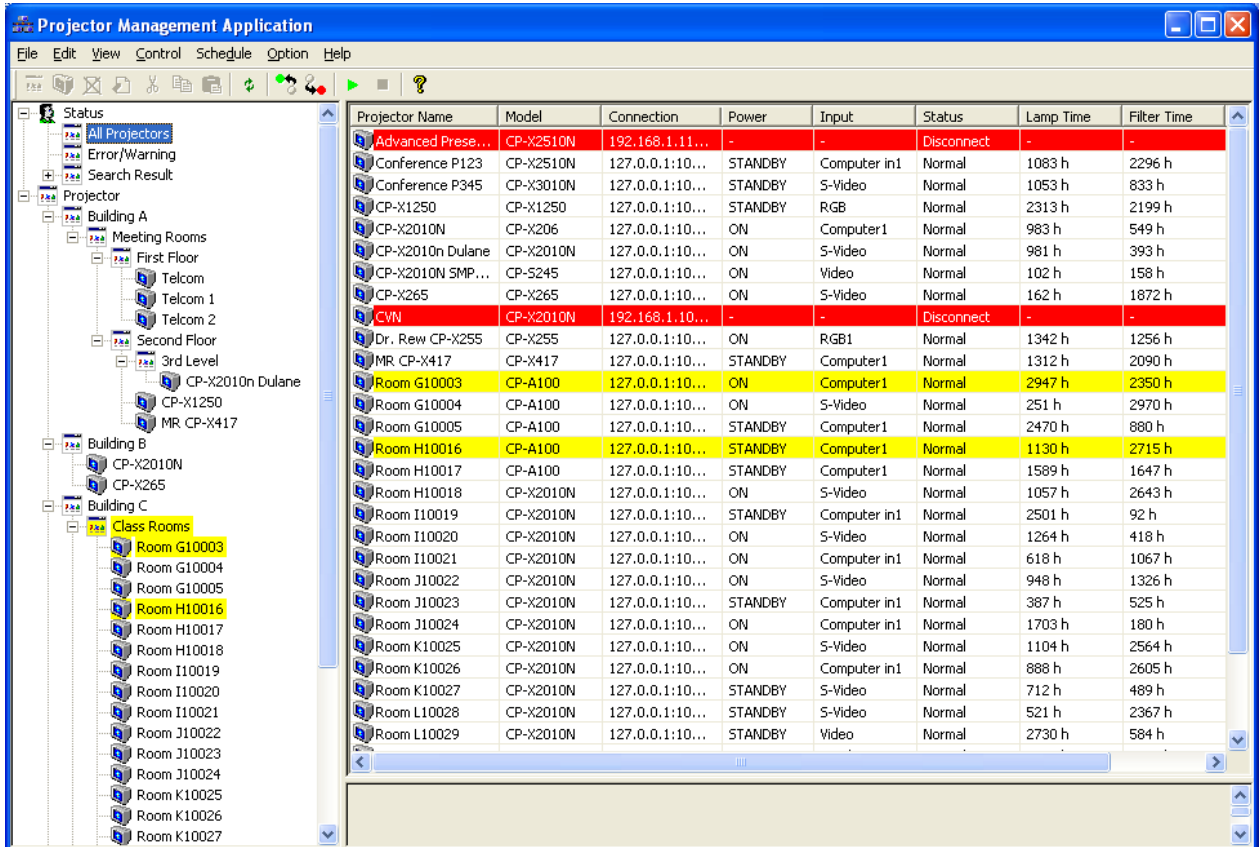 Projector Management Application
File Edit View Control Schedule Option Help
Status
All Projectors
Error/Warning
Search Result
Projector
Building A
Meeting Rooms
First Floor
Telcom
Telcom 1
Telcom 2
Second Floor
3rd Level
CP-X2010n Dulane
CP-X1250
MR CP-X417
Building B
CP-X2010N
CP-X265
Building C
Class Rooms
Room G10003
Room G10004
Room G10005
Room H10016
Room H10017
Room H10018
Room I10019
Room I10020
Room I10021
Room J10022
Room J10023
Room J10024
Room K10025
Room K10026
Room K10027
Projector Name Model Connection Power Input Status Lamp Time Filter Time
Advanced Prese... CP-X2510N 192.168.1.11... - - Disconnect - -
Conference P123 CP-X2510N 127.0.0.1:10... STANDBY Computer in1 Normal 1083 h 2296 h
Conference P345 CP-X3010N 127.0.0.1:10... STANDBY S-Video Normal 1053 h 833 h
CP-X1250 CP-X1250 127.0.0.1:10... STANDBY RGB Normal 2313 h 2199 h
CP-X2010N CP-X206 127.0.0.1:10... ON Computer1 Normal 983 h 549 h
CP-X2010n Dulane CP-X2010N 127.0.0.1:10... ON S-Video Normal 981 h 393 h
CP-X2010N SMP... CP-S245 127.0.0.1:10... ON Video Normal 102 h 158 h
CP-X265 CP-X265 127.0.0.1:10... ON S-Video Normal 162 h 1872 h
CVN CP-X2010N 192.168.1.10... - - Disconnect - -
Dr. Rew CP-X255 CP-X255 127.0.0.1:10... ON RGB1 Normal 1342 h 1256 h
MR CP-X417 CP-X417 127.0.0.1:10... STANDBY Computer1 Normal 1312 h 2090 h
Room G10003 CP-A100 127.0.0.1:10... ON Computer1 Normal 2947 h 2350 h
Room G10004 CP-A100 127.0.0.1:10... ON S-Video Normal 251 h 2970 h
Room G10005 CP-A100 127.0.0.1:10... STANDBY Computer1 Normal 2470 h 880 h
Room H10016 CP-A100 127.0.0.1:10... STANDBY Computer1 Normal 1130 h 2715 h
Room H10017 CP-A100 127.0.0.1:10... STANDBY Computer1 Normal 1589 h 1647 h
Room H10018 CP-X2010N 127.0.0.1:10... ON S-Video Normal 1057 h 2643 h
Room I10019 CP-X2010N 127.0.0.1:10... STANDBY Computer in1 Normal 2501 h 92 h
Room I10020 CP-X2010N 127.0.0.1:10... ON S-Video Normal 1264 h 418 h
Room I10021 CP-X2010N 127.0.0.1:10... ON Computer in1 Normal 618 h 1067 h
Room J10022 CP-X2010N 127.0.0.1:10... ON S-Video Normal 948 h 1326 h
Room J10023 CP-X2010N 127.0.0.1:10... STANDBY Computer in1 Normal 387 h 525 h
Room J10024 CP-X2010N 127.0.0.1:10... ON Computer in1 Normal 1703 h 180 h
Room K10025 CP-X2010N 127.0.0.1:10... ON S-Video Normal 1104 h 2564 h
Room K10026 CP-X2010N 127.0.0.1:10... ON Computer in1 Normal 888 h 2605 h
Room K10027 CP-X2010N 127.0.0.1:10... STANDBY S-Video Normal 712 h 489 h
Room L10028 CP-X2010N 127.0.0.1:10... STANDBY S-Video Normal 521 h 2367 h
Room L10029 CP-X2010N 127.0.0.1:10... STANDBY Video Normal 2730 h 584 h